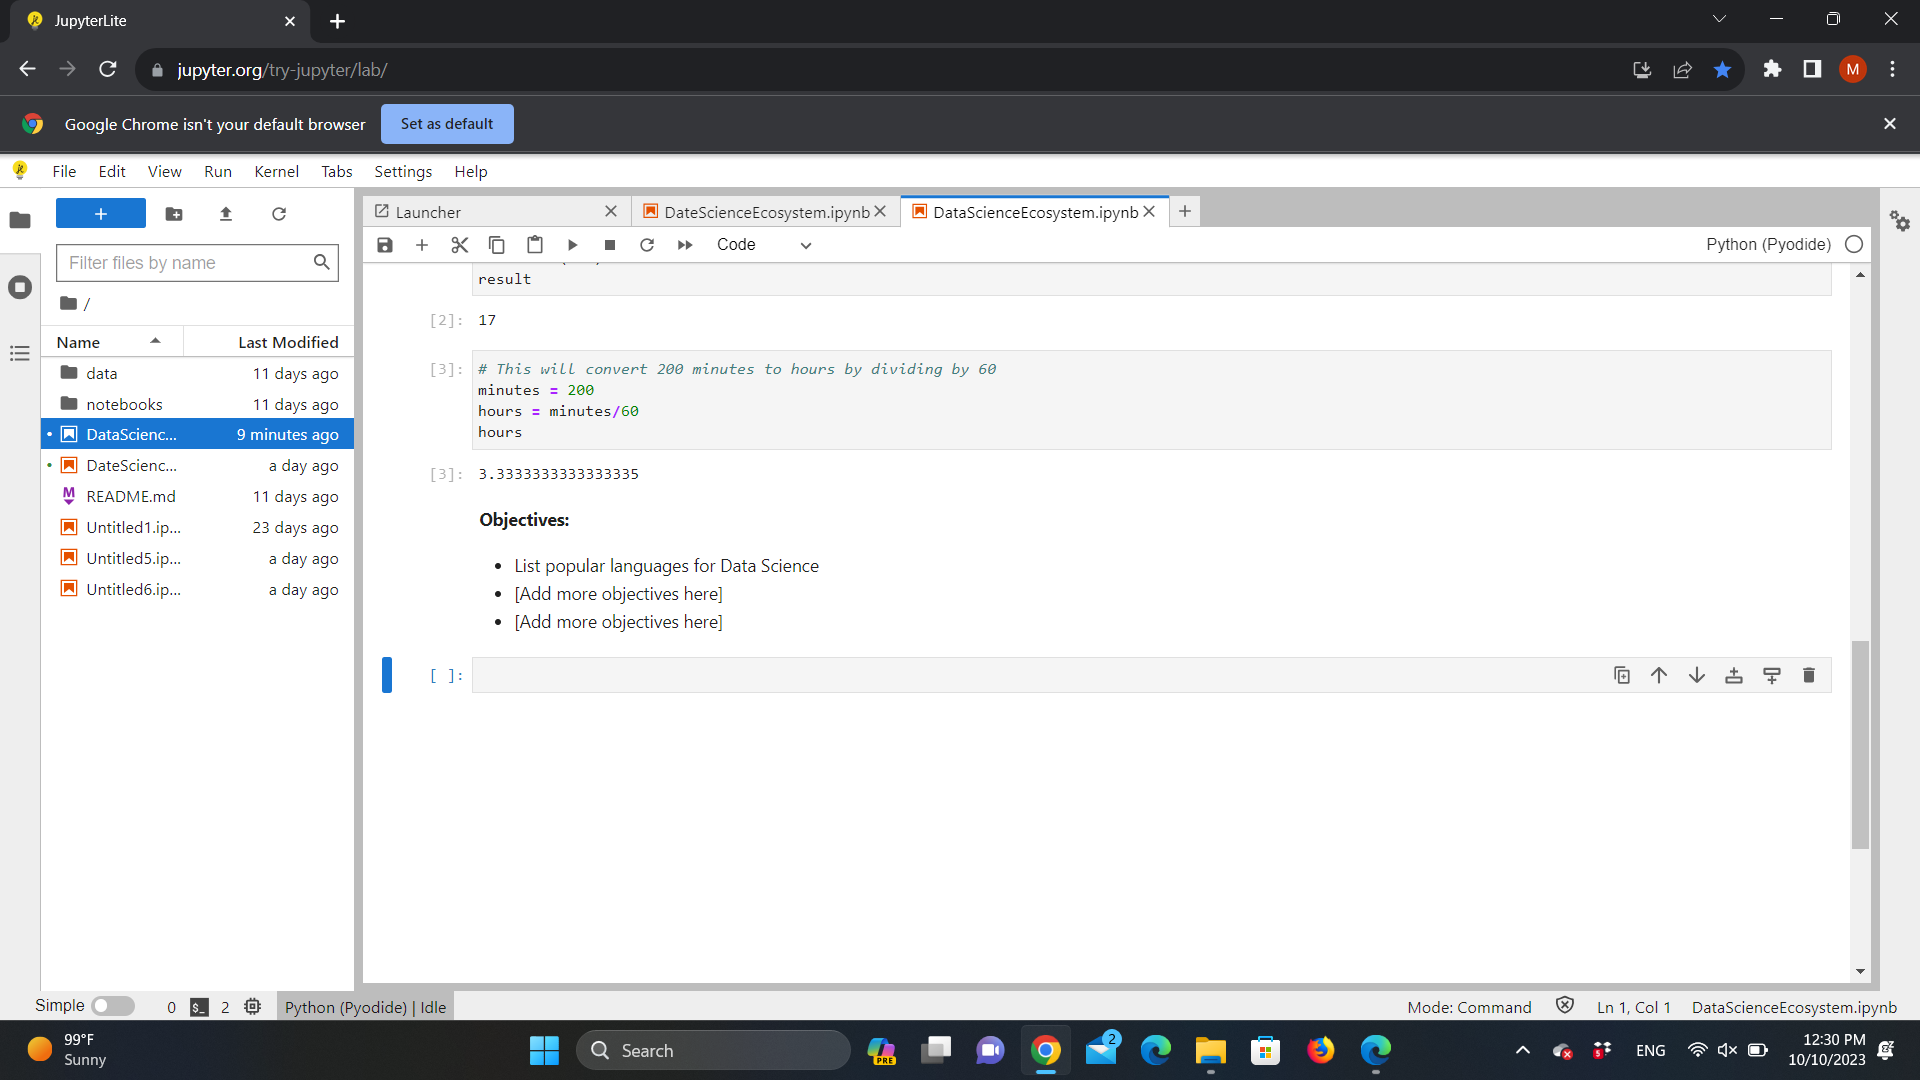 JupyterLite
jupyter.org/try-jupyter/lab/
M
Google Chrome isn't your default browser
Set as default
File Edit View Run Kernel Tabs Settings Help
Launcher
DateScienceEcosystem.ipynb
DataScienceEcosystem.ipynb
Code
Python (Pyodide)
Filter files by name
/
Name Last Modified
data 11 days ago
notebooks 11 days ago
DataScienc... 9 minutes ago
DateScienc... a day ago
README.md 11 days ago
Untitled1.ip... 23 days ago
Untitled5.ip... a day ago
Untitled6.ip... a day ago
result
[2]: 17
[3]: # This will convert 200 minutes to hours by dividing by 60
minutes = 200
hours = minutes/60
hours
[3]: 3.3333333333333335
Objectives:
• List popular languages for Data Science
• [Add more objectives here]
• [Add more objectives here]
[ ]:
Simple 0 $_ 2 Python (Pyodide) | Idle
Mode: Command Ln 1, Col 1 DataScienceEcosystem.ipynb
99°F
Sunny
Search
PRE
2
ENG
12:30 PM
10/10/2023